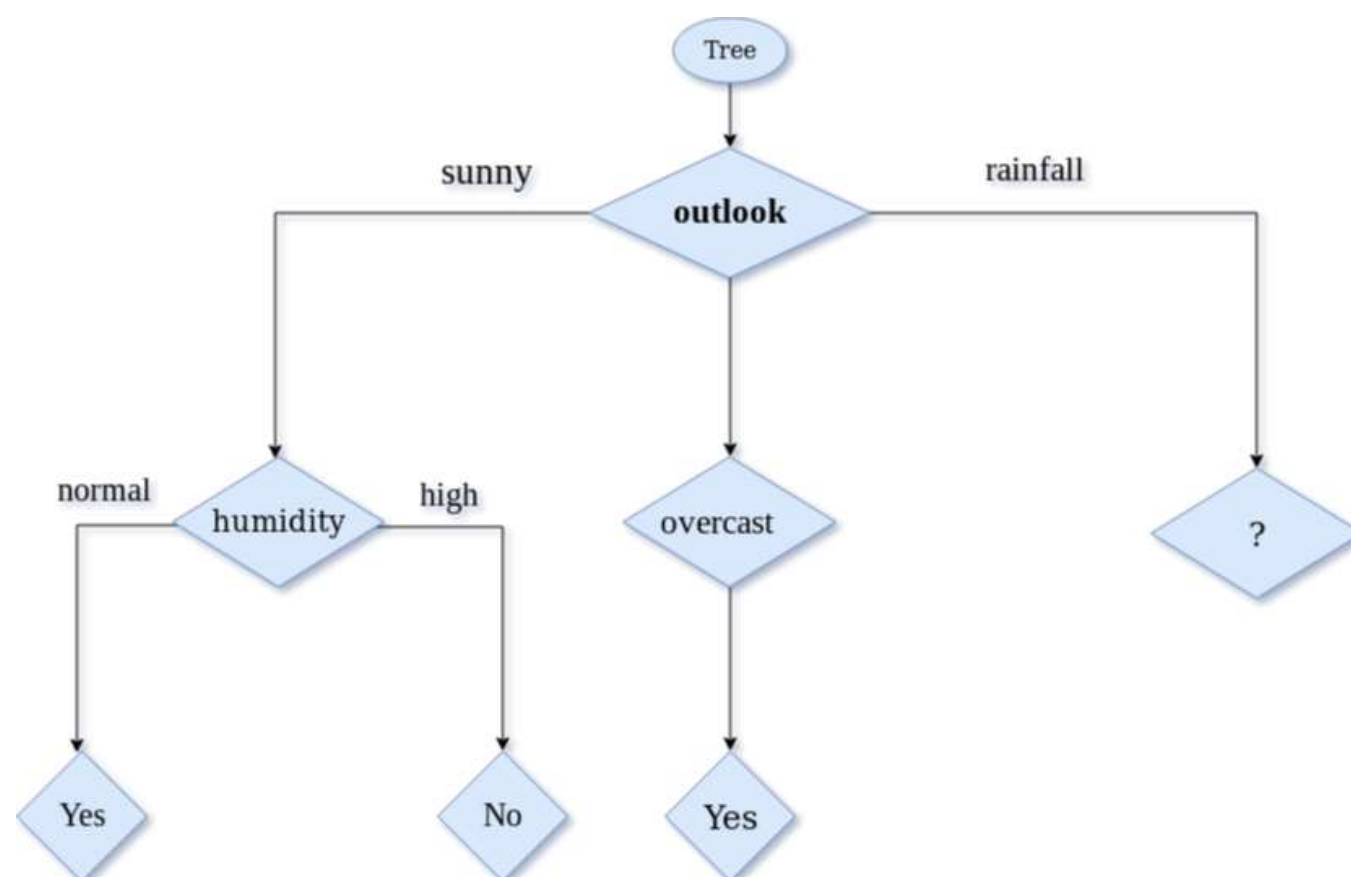 Tree
sunny
rainfall
outlook
normal
high
humidity
overcast
?
Yes
No
Yes